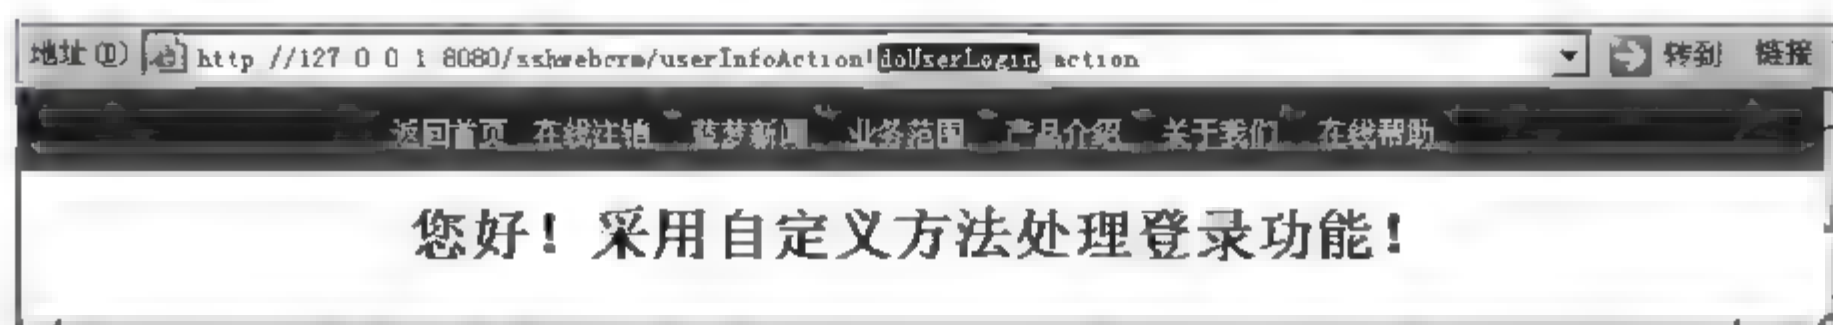 地址(D) http //127 0 0 1 8080/sshwebcrm/userInfoAction!doUserLogin action 转到 链接
返回首页 在线注销 蓝梦新闻 业务范围 产品介绍 关于我们 在线帮助
您好！采用自定义方法处理登录功能！